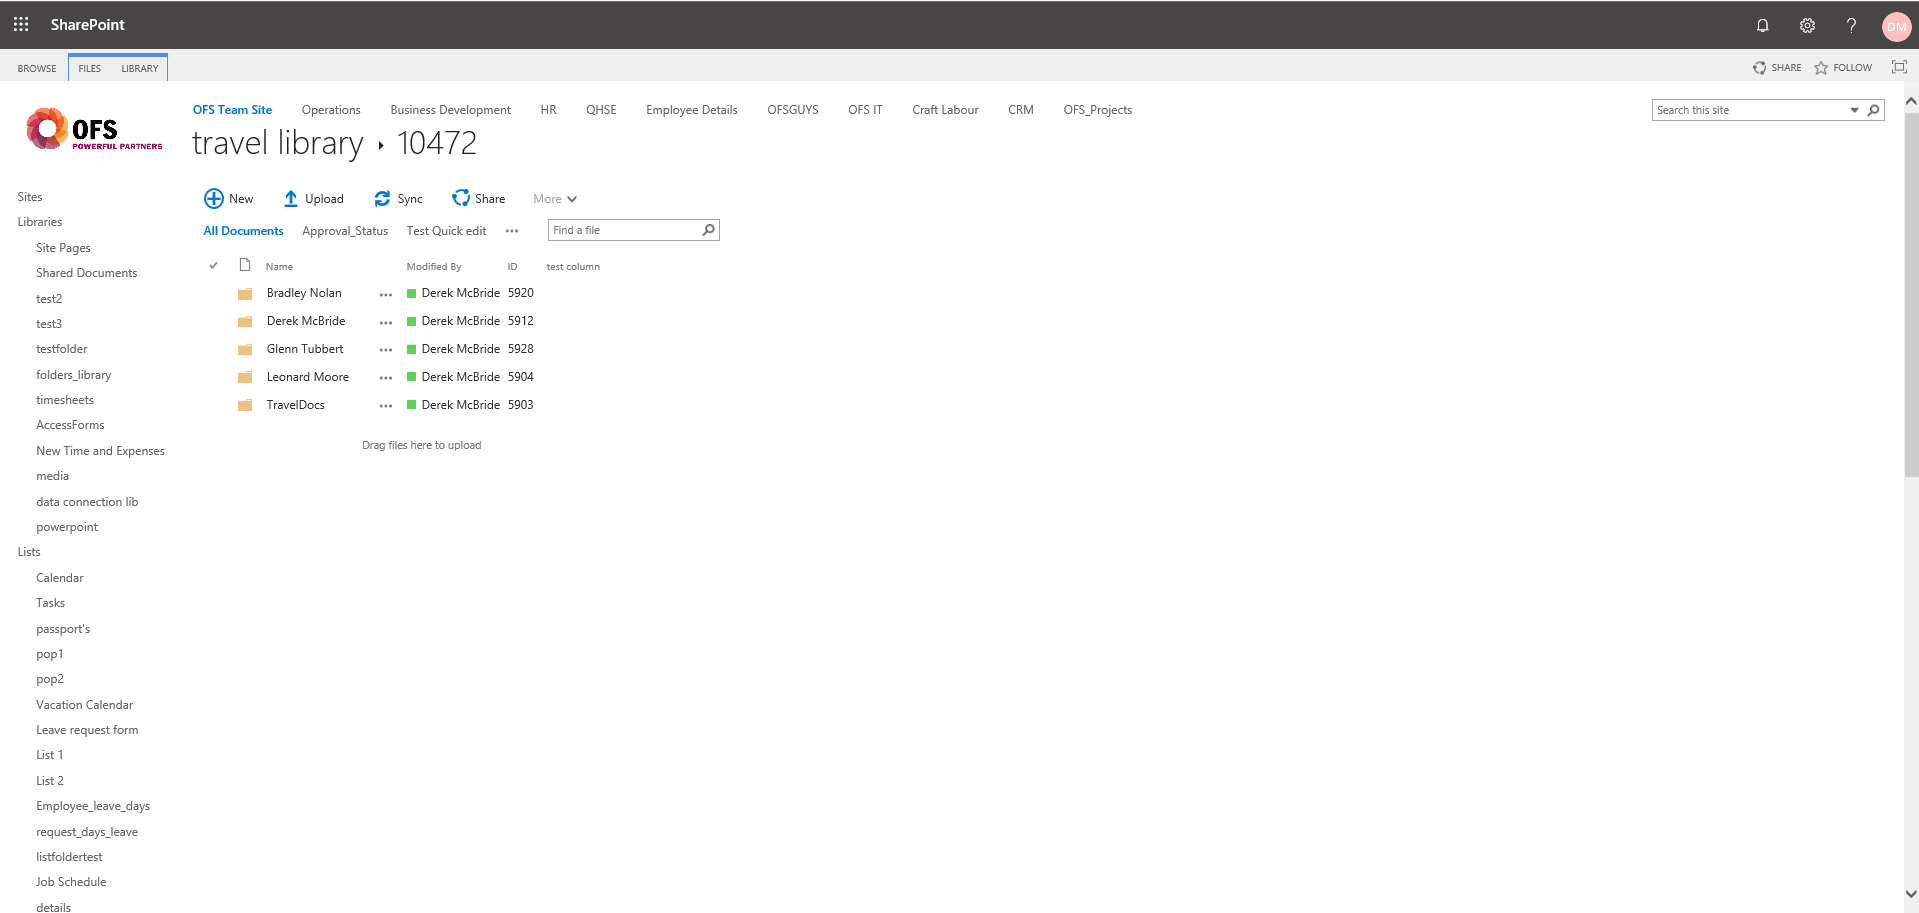 SharePoint
DM
BROWSE FILES LIBRARY
SHARE FOLLOW
OFS
POWERFUL PARTNERS
OFS Team Site Operations Business Development HR QHSE Employee Details OFSGUYS OFS IT Craft Labour CRM OFS_Projects
Search this site
travel library 10472
New Upload Sync Share More
All Documents Approval_Status Test Quick edit ... Find a file
Name Modified By ID test column
Bradley Nolan ... Derek McBride 5920
Derek McBride ... Derek McBride 5912
Glenn Tubbert ... Derek McBride 5928
Leonard Moore ... Derek McBride 5904
TravelDocs ... Derek McBride 5903
Drag files here to upload
Sites
Libraries
Site Pages
Shared Documents
test2
test3
testfolder
folders_library
timesheets
AccessForms
New Time and Expenses
media
data connection lib
powerpoint
Lists
Calendar
Tasks
passport's
pop1
pop2
Vacation Calendar
Leave request form
List 1
List 2
Employee_leave_days
request_days_leave
listfoldertest
Job Schedule
details